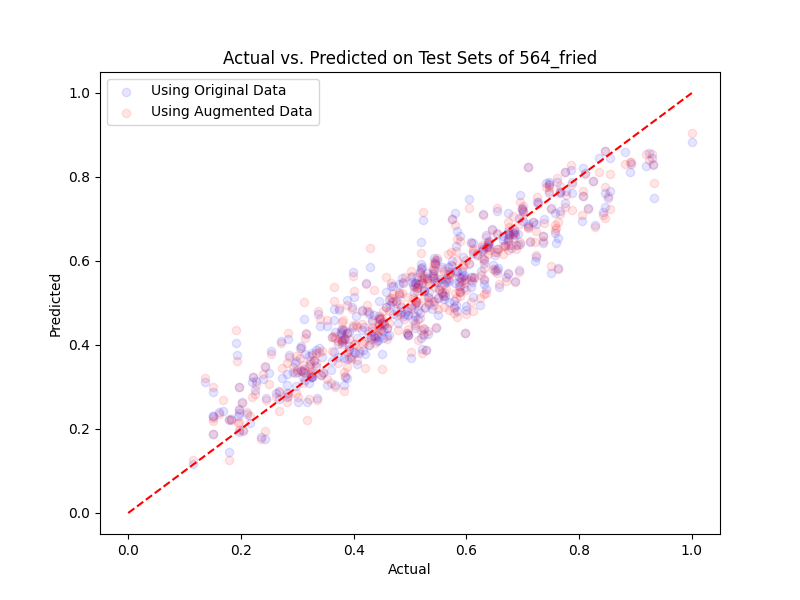 Actual vs. Predicted on Test Sets of 564_fried
Using Original Data
Using Augmented Data
1.0
0.8
0.6
0.4
0.2
0.0
Predicted
0.0 0.2 0.4 0.6 0.8 1.0
Actual